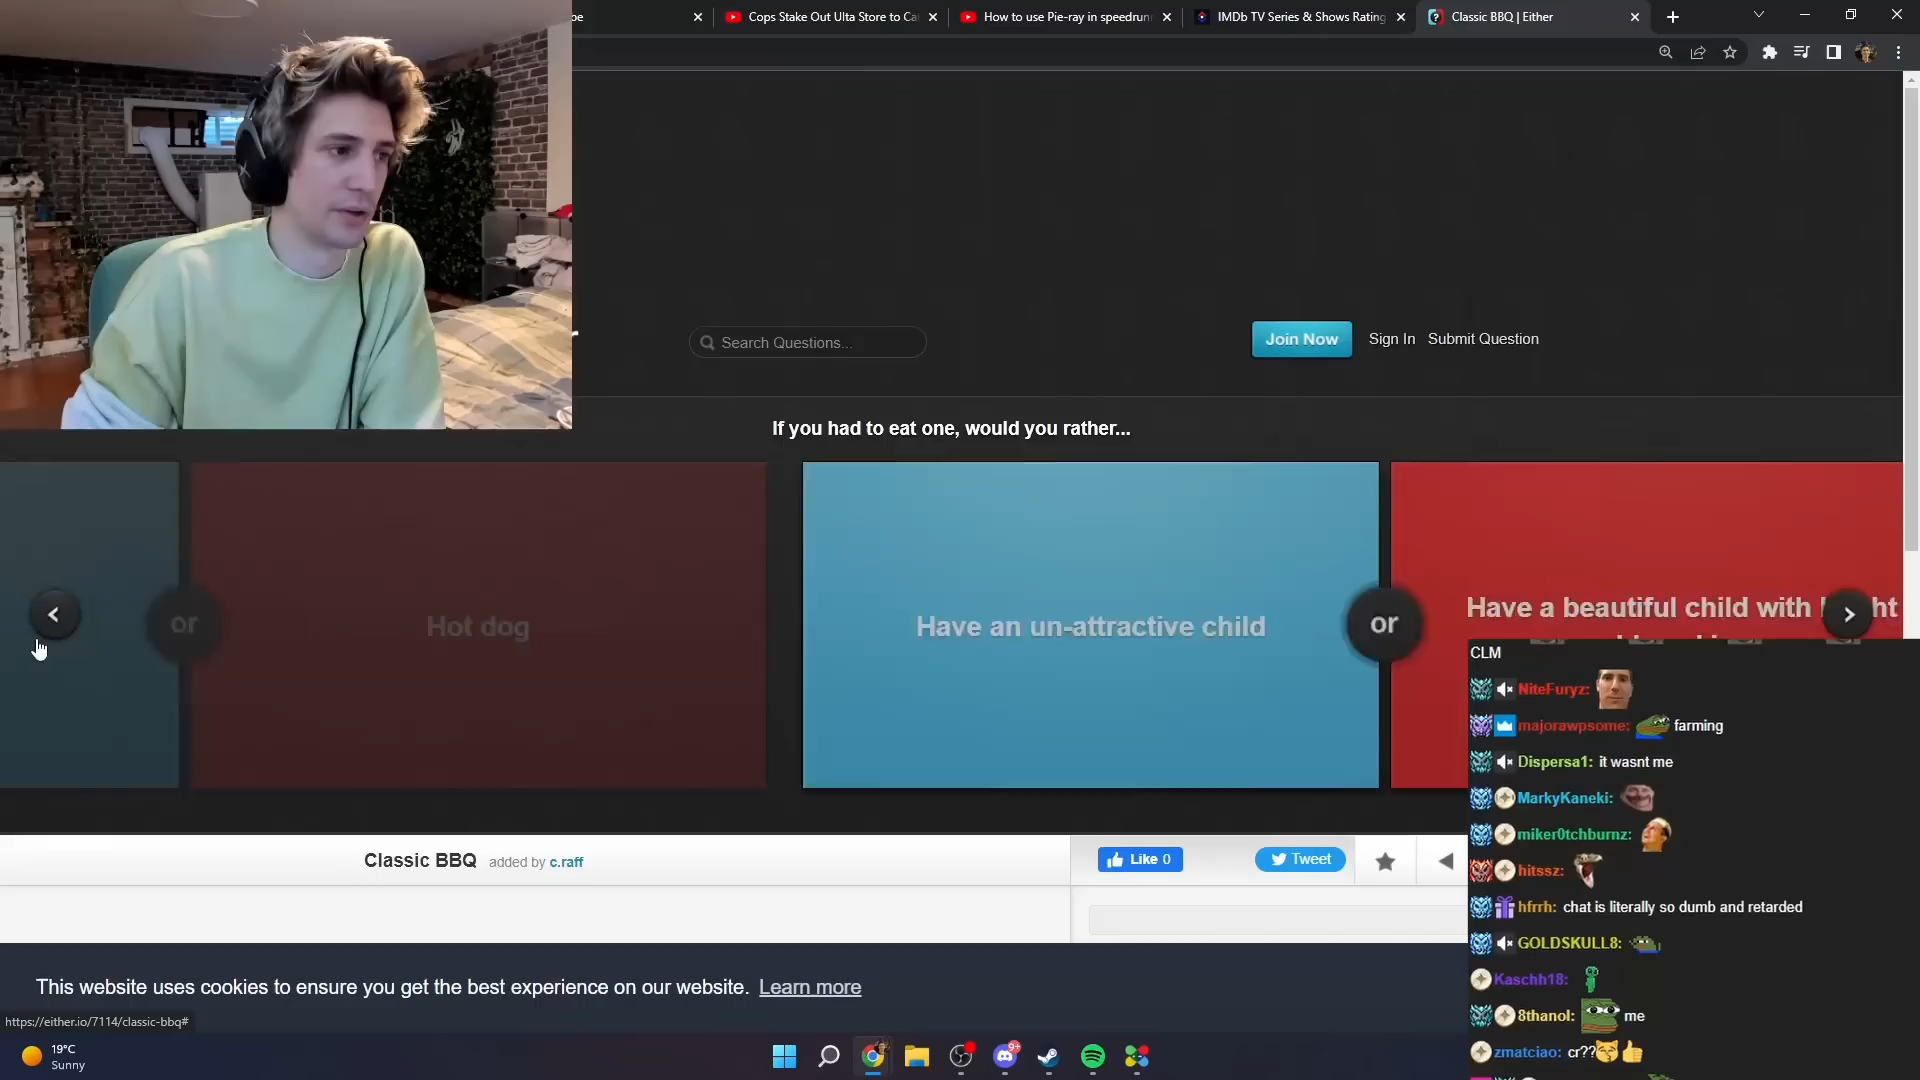 be
Cops Stake Out Ulta Store to Ca
How to use Pie-ray in speedrun
IMDb TV Series & Shows Rating
Classic BBQ | Either
Search Questions...
Join Now
Sign In
Submit Question
If you had to eat one, would you rather...
or
Hot dog
Have an un-attractive child
or
Have a beautiful child with
ht
CLM
NiteFuryz:
majorawpsome: farming
Dispersa1: it wasnt me
MarkyKaneki:
miker0tchburnz:
hitssz:
hfrrh: chat is literally so dumb and retarded
GOLDSKULL8:
Kaschh18:
8thanol: me
zmatciao: cr??
Classic BBQ added by c.raff
Like 0
Tweet
This website uses cookies to ensure you get the best experience on our website. Learn more
https://either.io/7114/classic-bbq#
19°C
Sunny
9+